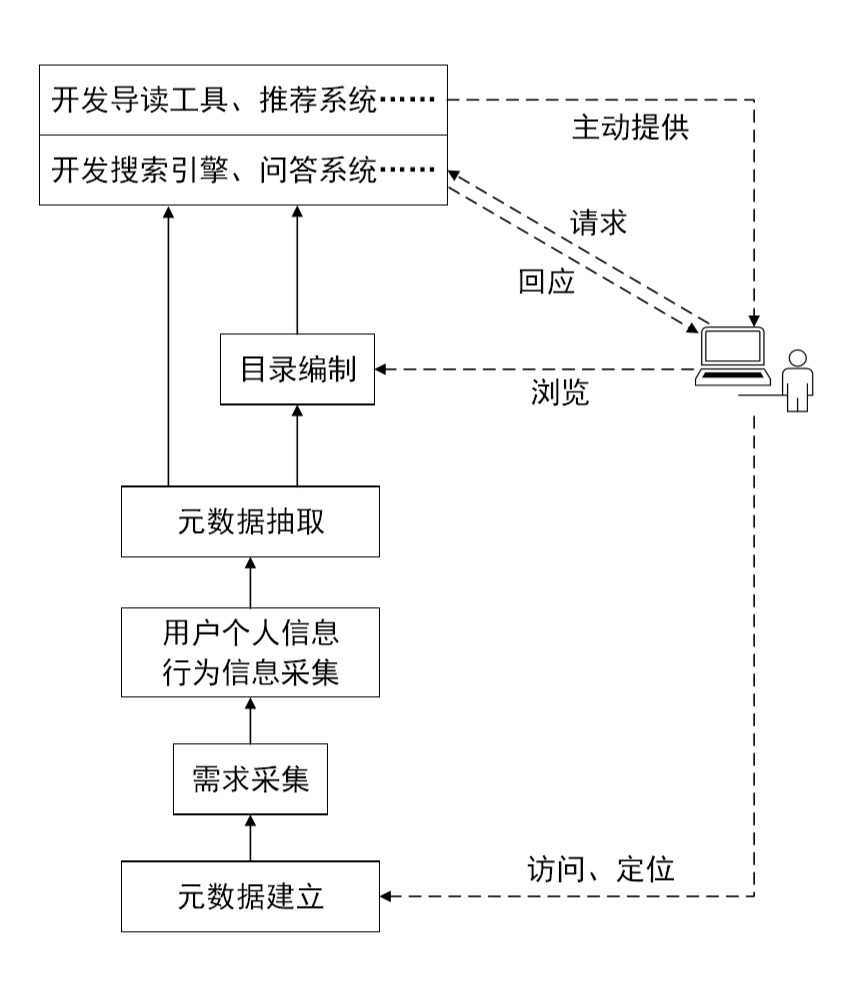 开发导读工具、推荐系统……
主动提供
开发搜索引擎、问答系统……
请求
回应
目录编制
浏览
元数据抽取
用户个人信息
行为信息采集
需求采集
访问、定位
元数据建立